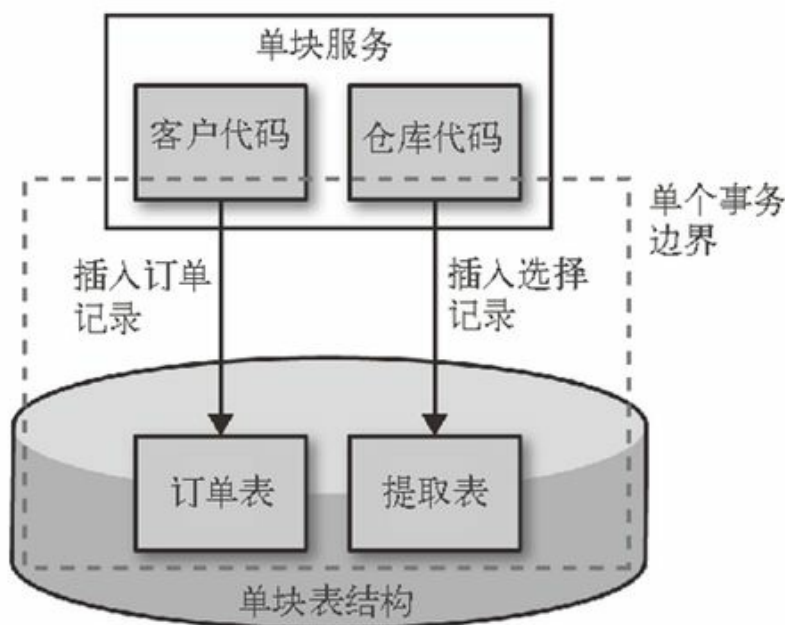 单块服务
客户代码
仓库代码
单个事务
边界
插入订单
记录
插入选择
记录
订单表
提取表
单块表结构